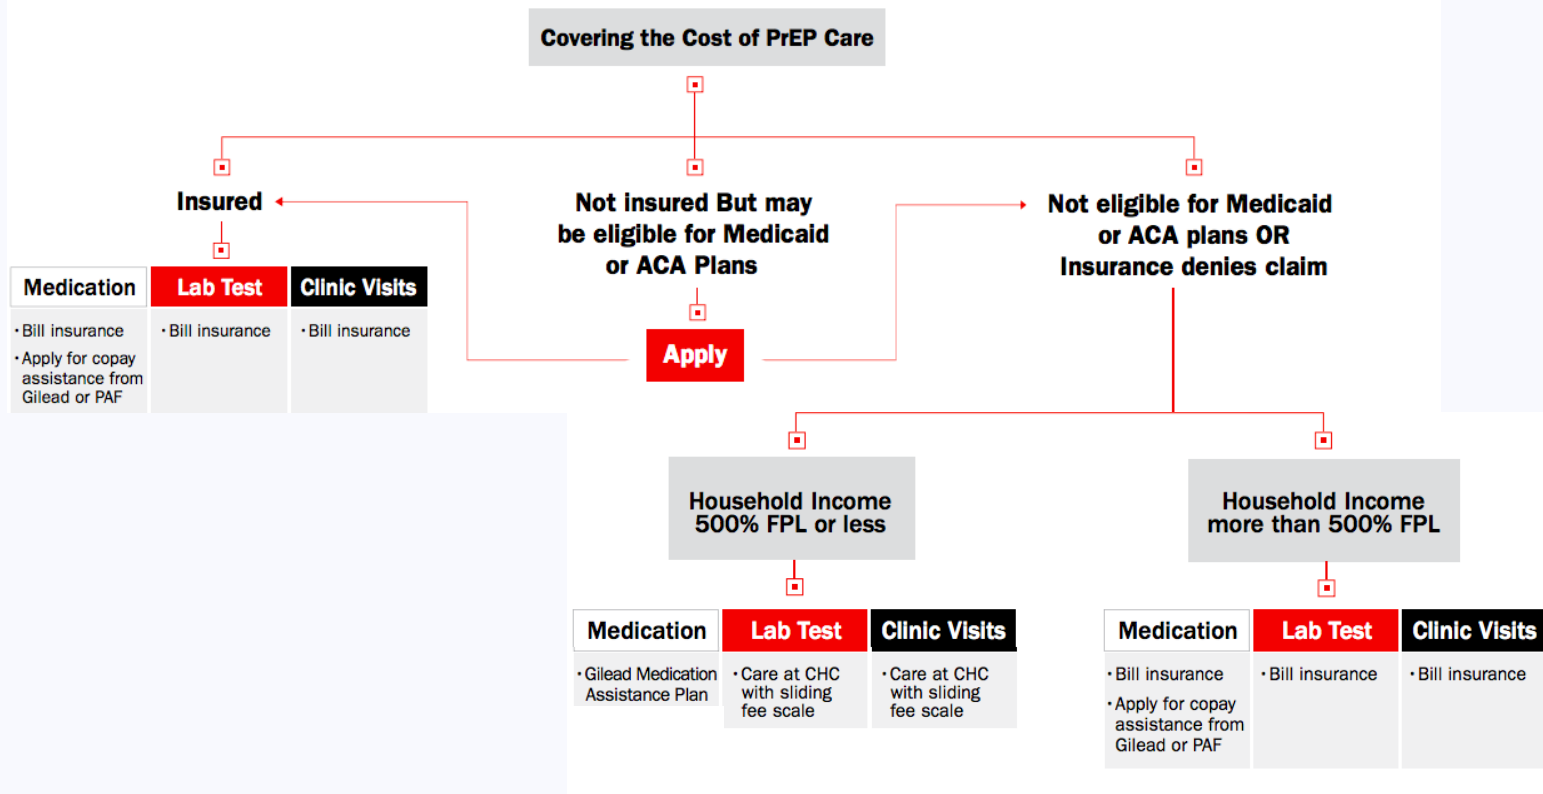 Covering the Cost of PrEP Care
Insured
Not insured But may
be eligible for Medicaid
or ACA Plans
Not eligible for Medicaid
or ACA plans OR
Insurance denies claim
Medication
Lab Test
Clinic Visits
· Bill insurance
· Apply for copay
assistance from
Gilead or PAF
· Bill insurance
· Bill insurance
Apply
Household Income
500% FPL or less
Household Income
more than 500% FPL
Medication
Lab Test
Clinic Visits
· Gilead Medication
Assistance Plan
· Care at CHC
with sliding
fee scale
· Care at CHC
with sliding
fee scale
Medication
Lab Test
Clinic Visits
· Bill insurance
· Apply for copay
assistance from
Gilead or PAF
· Bill insurance
· Bill insurance